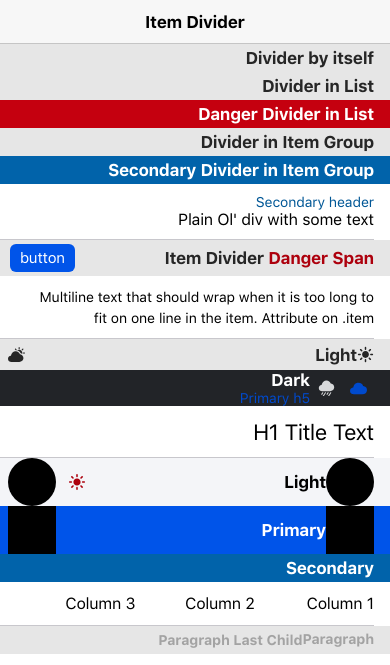 Item Divider
Divider by itself
Divider in List
Danger Divider in List
Divider in Item Group
Secondary Divider in Item Group
Secondary header
Plain Ol' div with some text
button Item Divider Danger Span
Multiline text that should wrap when it is too long to
fit on one line in the item. Attribute on .item
Light
Dark
Primary h5
H1 Title Text
Light
Primary
Secondary
Column 3 Column 2 Column 1
Paragraph Last Child Paragraph